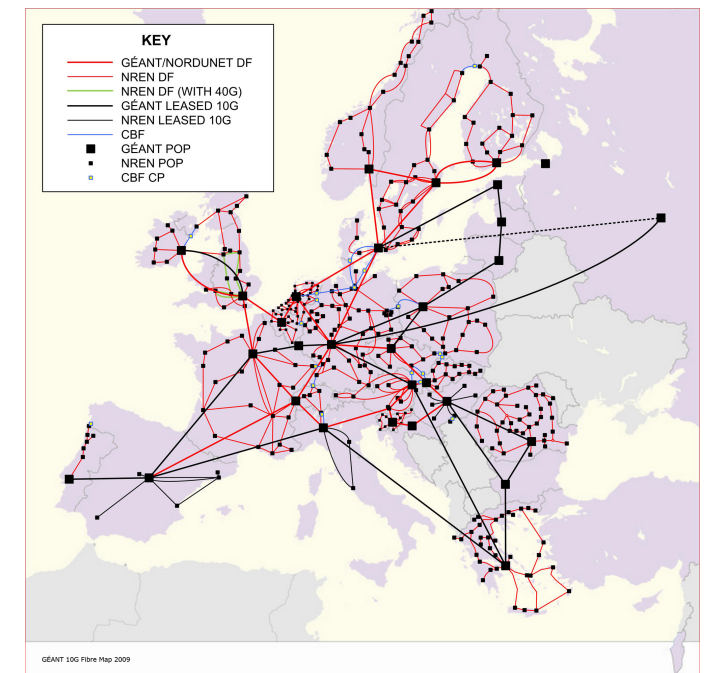 KEY
GÉANT/NORDUNET DF
NREN DF
NREN DF (WITH 40G)
GÉANT LEASED 10G
NREN LEASED 10G
CBF
GÉANT POP
NREN POP
CBF CP
GÉANT 10G Fibre Map 2009